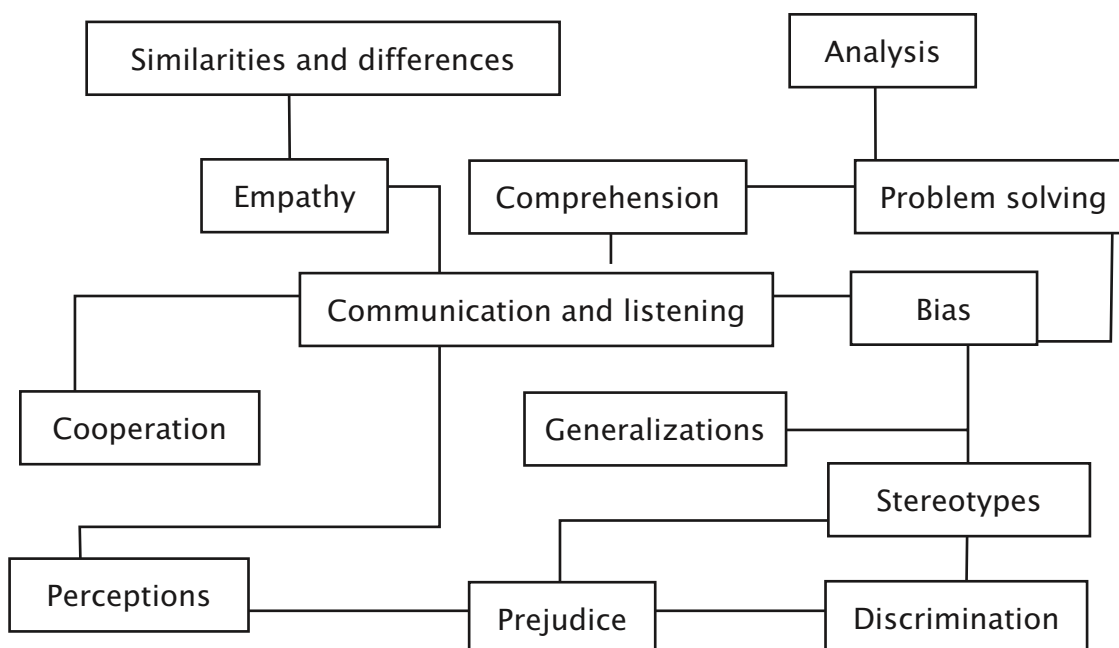 Similarities and differences
Analysis
Empathy
Comprehension
Problem solving
Communication and listening
Bias
Cooperation
Generalizations
Stereotypes
Perceptions
Prejudice
Discrimination